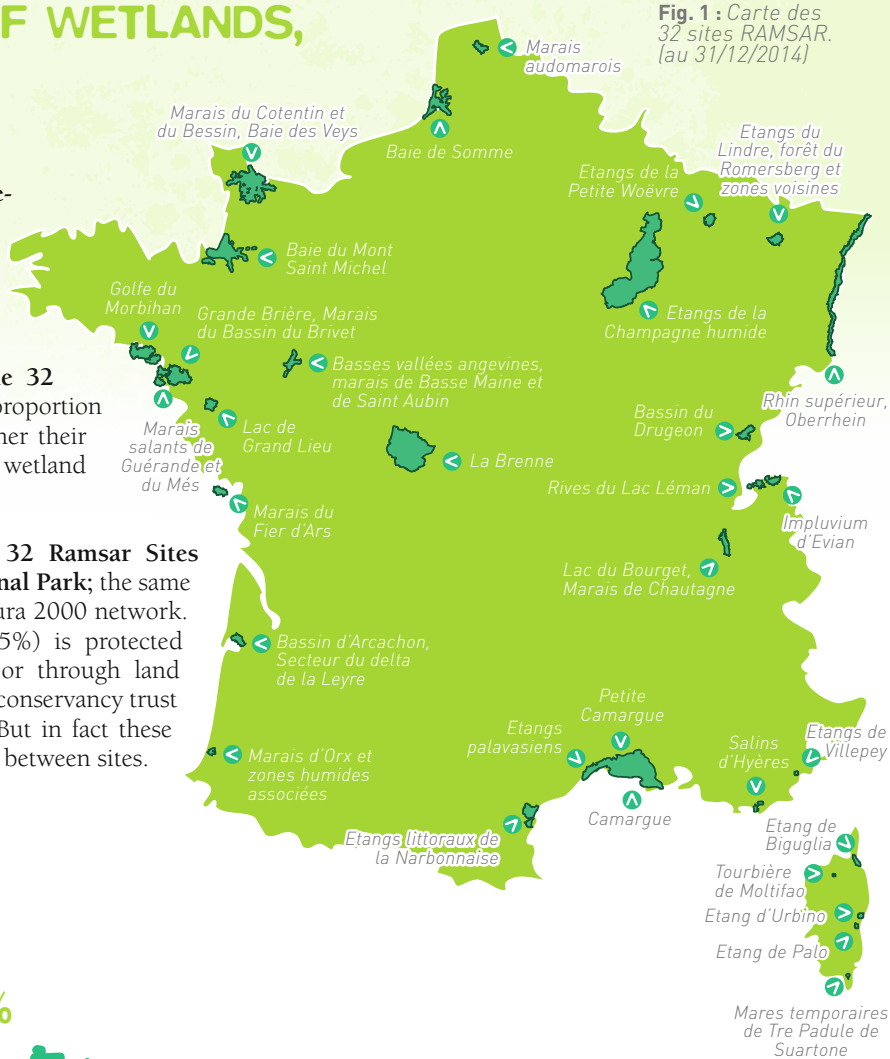 F WETLANDS,
Fig. 1 : Carte des
32 sites RAMSAR.
(au 31/12/2014)
Marais
audomarois
Marais du Cotentin et
du Bessin, Baie des Veys
Baie de Somme
Etangs de la
Petite Woëvre
Etangs du
Lindre, forêt du
Romersberg et
zones voisines
e-
Baie du Mont
Saint Michel
Golfe du
Morbihan
Grande Brière, Marais
du Bassin du Brivet
Etangs de la
Champagne humide
Basses vallées angevines,
marais de Basse Maine et
de Saint Aubin
Rhin supérieur,
Oberrhein
e 32
proportion
her their
wetland
Marais
salants de
Guérande et
du Més
Lac de
Grand Lieu
Bassin du
Drugeon
La Brenne
Rives du Lac Léman
Marais du
Fier d'Ars
Impluvium
d'Evian
32 Ramsar Sites
nal Park; the same
ura 2000 network.
5%) is protected
or through land
conservancy trust
But in fact these
between sites.
Lac du Bourget,
Marais de Chautagne
Bassin d'Arcachon,
Secteur du delta
de la Leyre
Petite
Camargue
Etangs
palavasiens
Salins
d'Hyères
Etangs de
Villepey
Marais d'Orx et
zones humides
associées
Camargue
Etangs littoraux de
la Narbonnaise
Etang de
Biguglia
Tourbière
de Moltifao
Etang d'Urbino
Etang de Palo
Mares temporaires
de Tre Padule de
Suartone
%